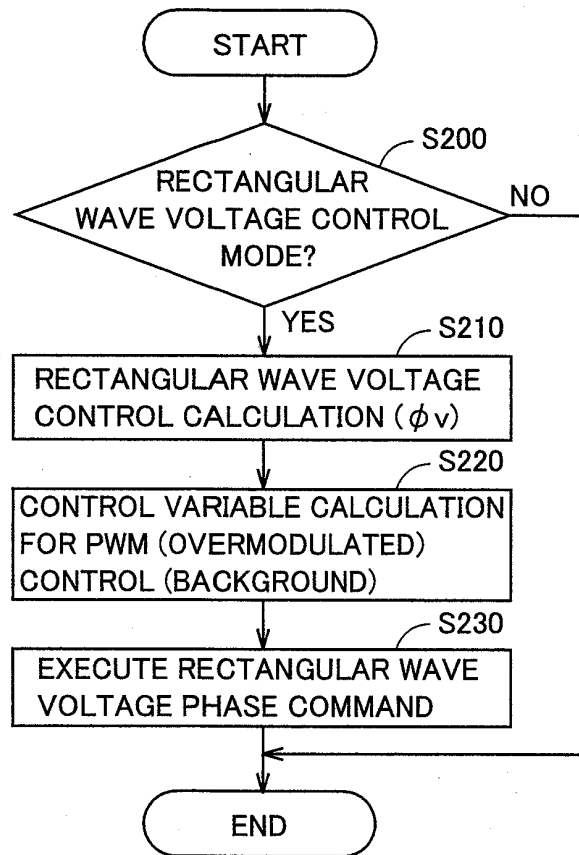 START
S200
RECTANGULAR
WAVE VOLTAGE CONTROL
MODE?
NO
YES
S210
RECTANGULAR WAVE VOLTAGE
CONTROL CALCULATION (ϕv)
S220
CONTROL VARIABLE CALCULATION
FOR PWM (OVERMODULATED)
CONTROL (BACKGROUND)
S230
EXECUTE RECTANGULAR WAVE
VOLTAGE PHASE COMMAND
END